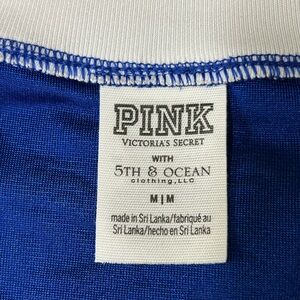 PINK
VICTORIA'S SECRET
WITH
5TH & OCEAN
clothing, LLC
M|M
made in Sri Lanka/fabriqué au
Sri Lanka/hecho en Sri Lanka